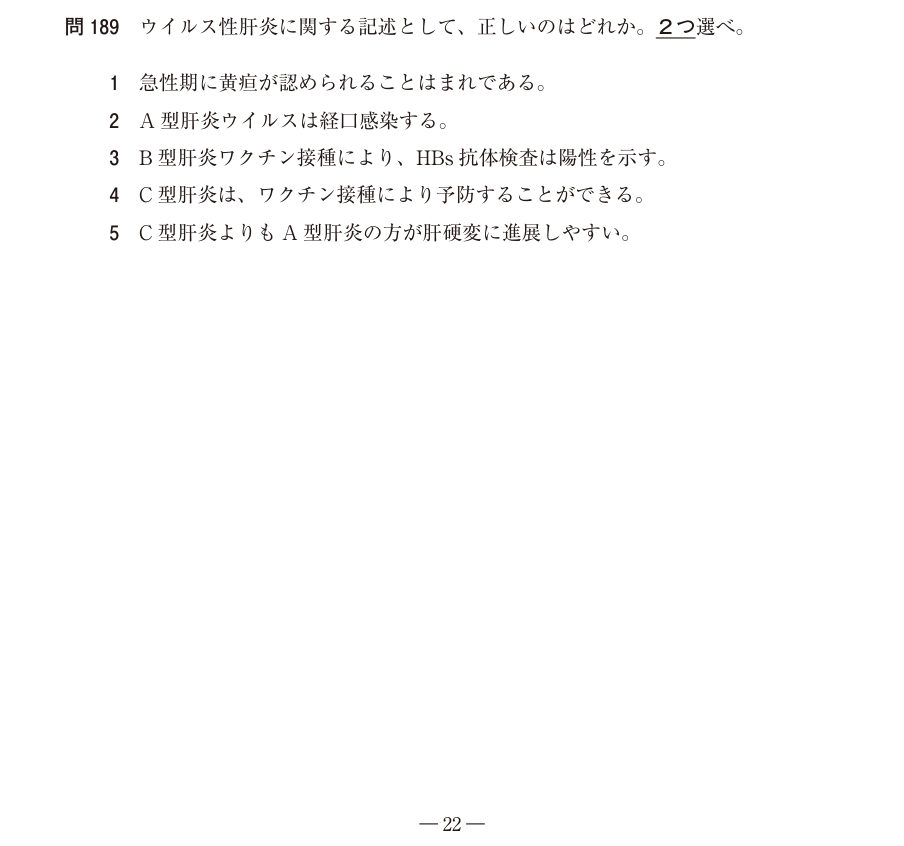 問 189 ウイルス性肝炎に関する記述として、正しいのはどれか。2つ選べ。
1 急性期に黄疸が認められることはまれである。
2 A 型肝炎ウイルスは経口感染する。
3 B 型肝炎ワクチン接種により、HBs 抗体検査は陽性を示す。
4 C 型肝炎は、ワクチン接種により予防することができる。
5 C 型肝炎よりも A 型肝炎の方が肝硬変に進展しやすい。
— 22 —